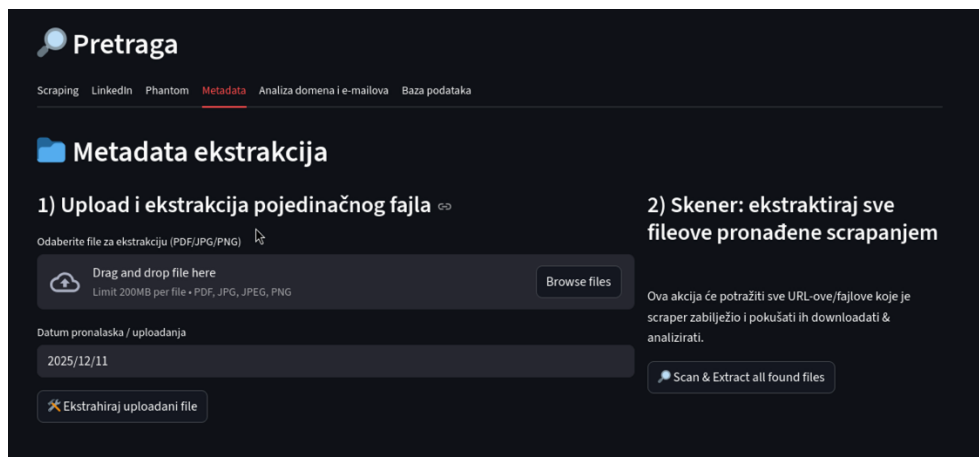 Pretraga
Scraping LinkedIn Phantom Metadata Analiza domena i e-mailova Baza podataka
Metadata ekstrakcija
1) Upload i ekstrakcija pojedinačnog fajla
Odaberite file za ekstrakciju (PDF/JPG/PNG)
Drag and drop file here
Limit 200MB per file • PDF, JPG, JPEG, PNG
Browse files
Datum pronalaska / uploadanja
2025/12/11
Ekstrahiraj uploadani file
2) Skener: ekstraktiraj sve
fileove pronađene scrapanjem
Ova akcija će potražiti sve URL-ove/fajlove koje je
scraper zabilježio i pokušati ih downloadati &
analizirati.
Scan & Extract all found files